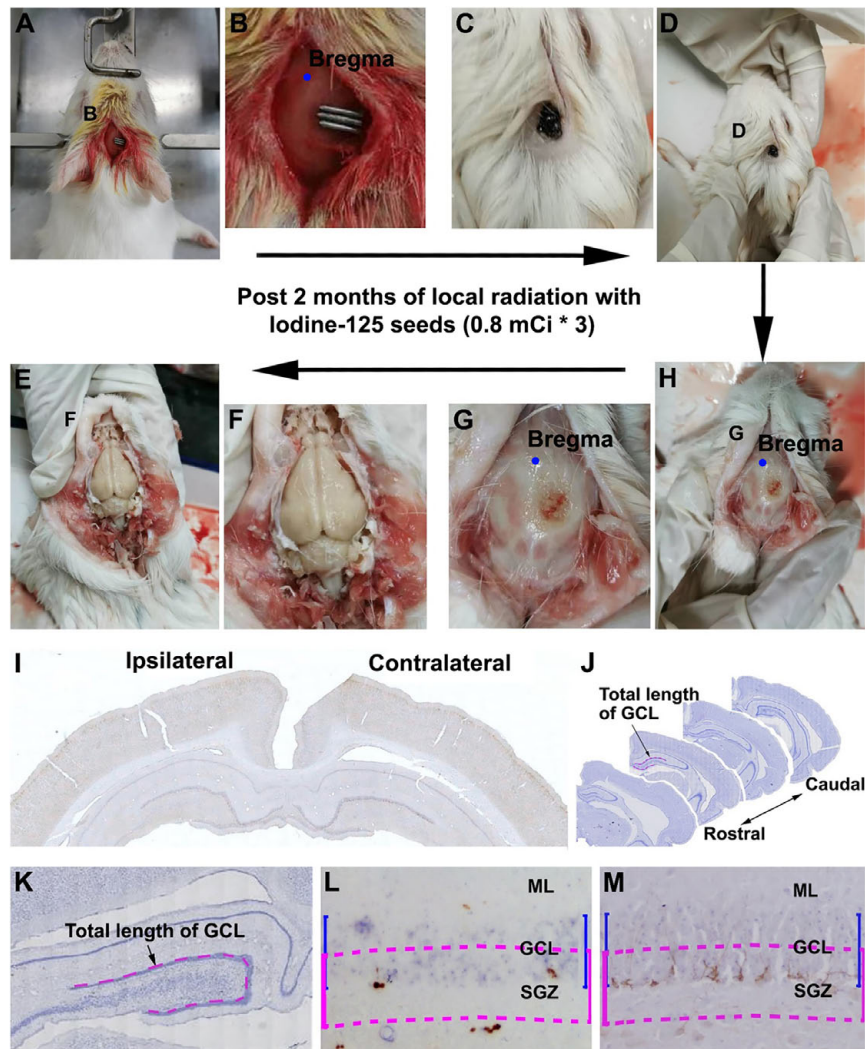 A
B
B
Bregma
C
D
D
Post 2 months of local radiation with
Iodine-125 seeds (0.8 mCi * 3)
E
F
F
G
Bregma
H
G
Bregma
I
Ipsilateral
Contralateral
J
Total length
of GCL
Caudal
Rostral
K
Total length of GCL
L
ML
GCL
SGZ
M
ML
GCL
SGZ